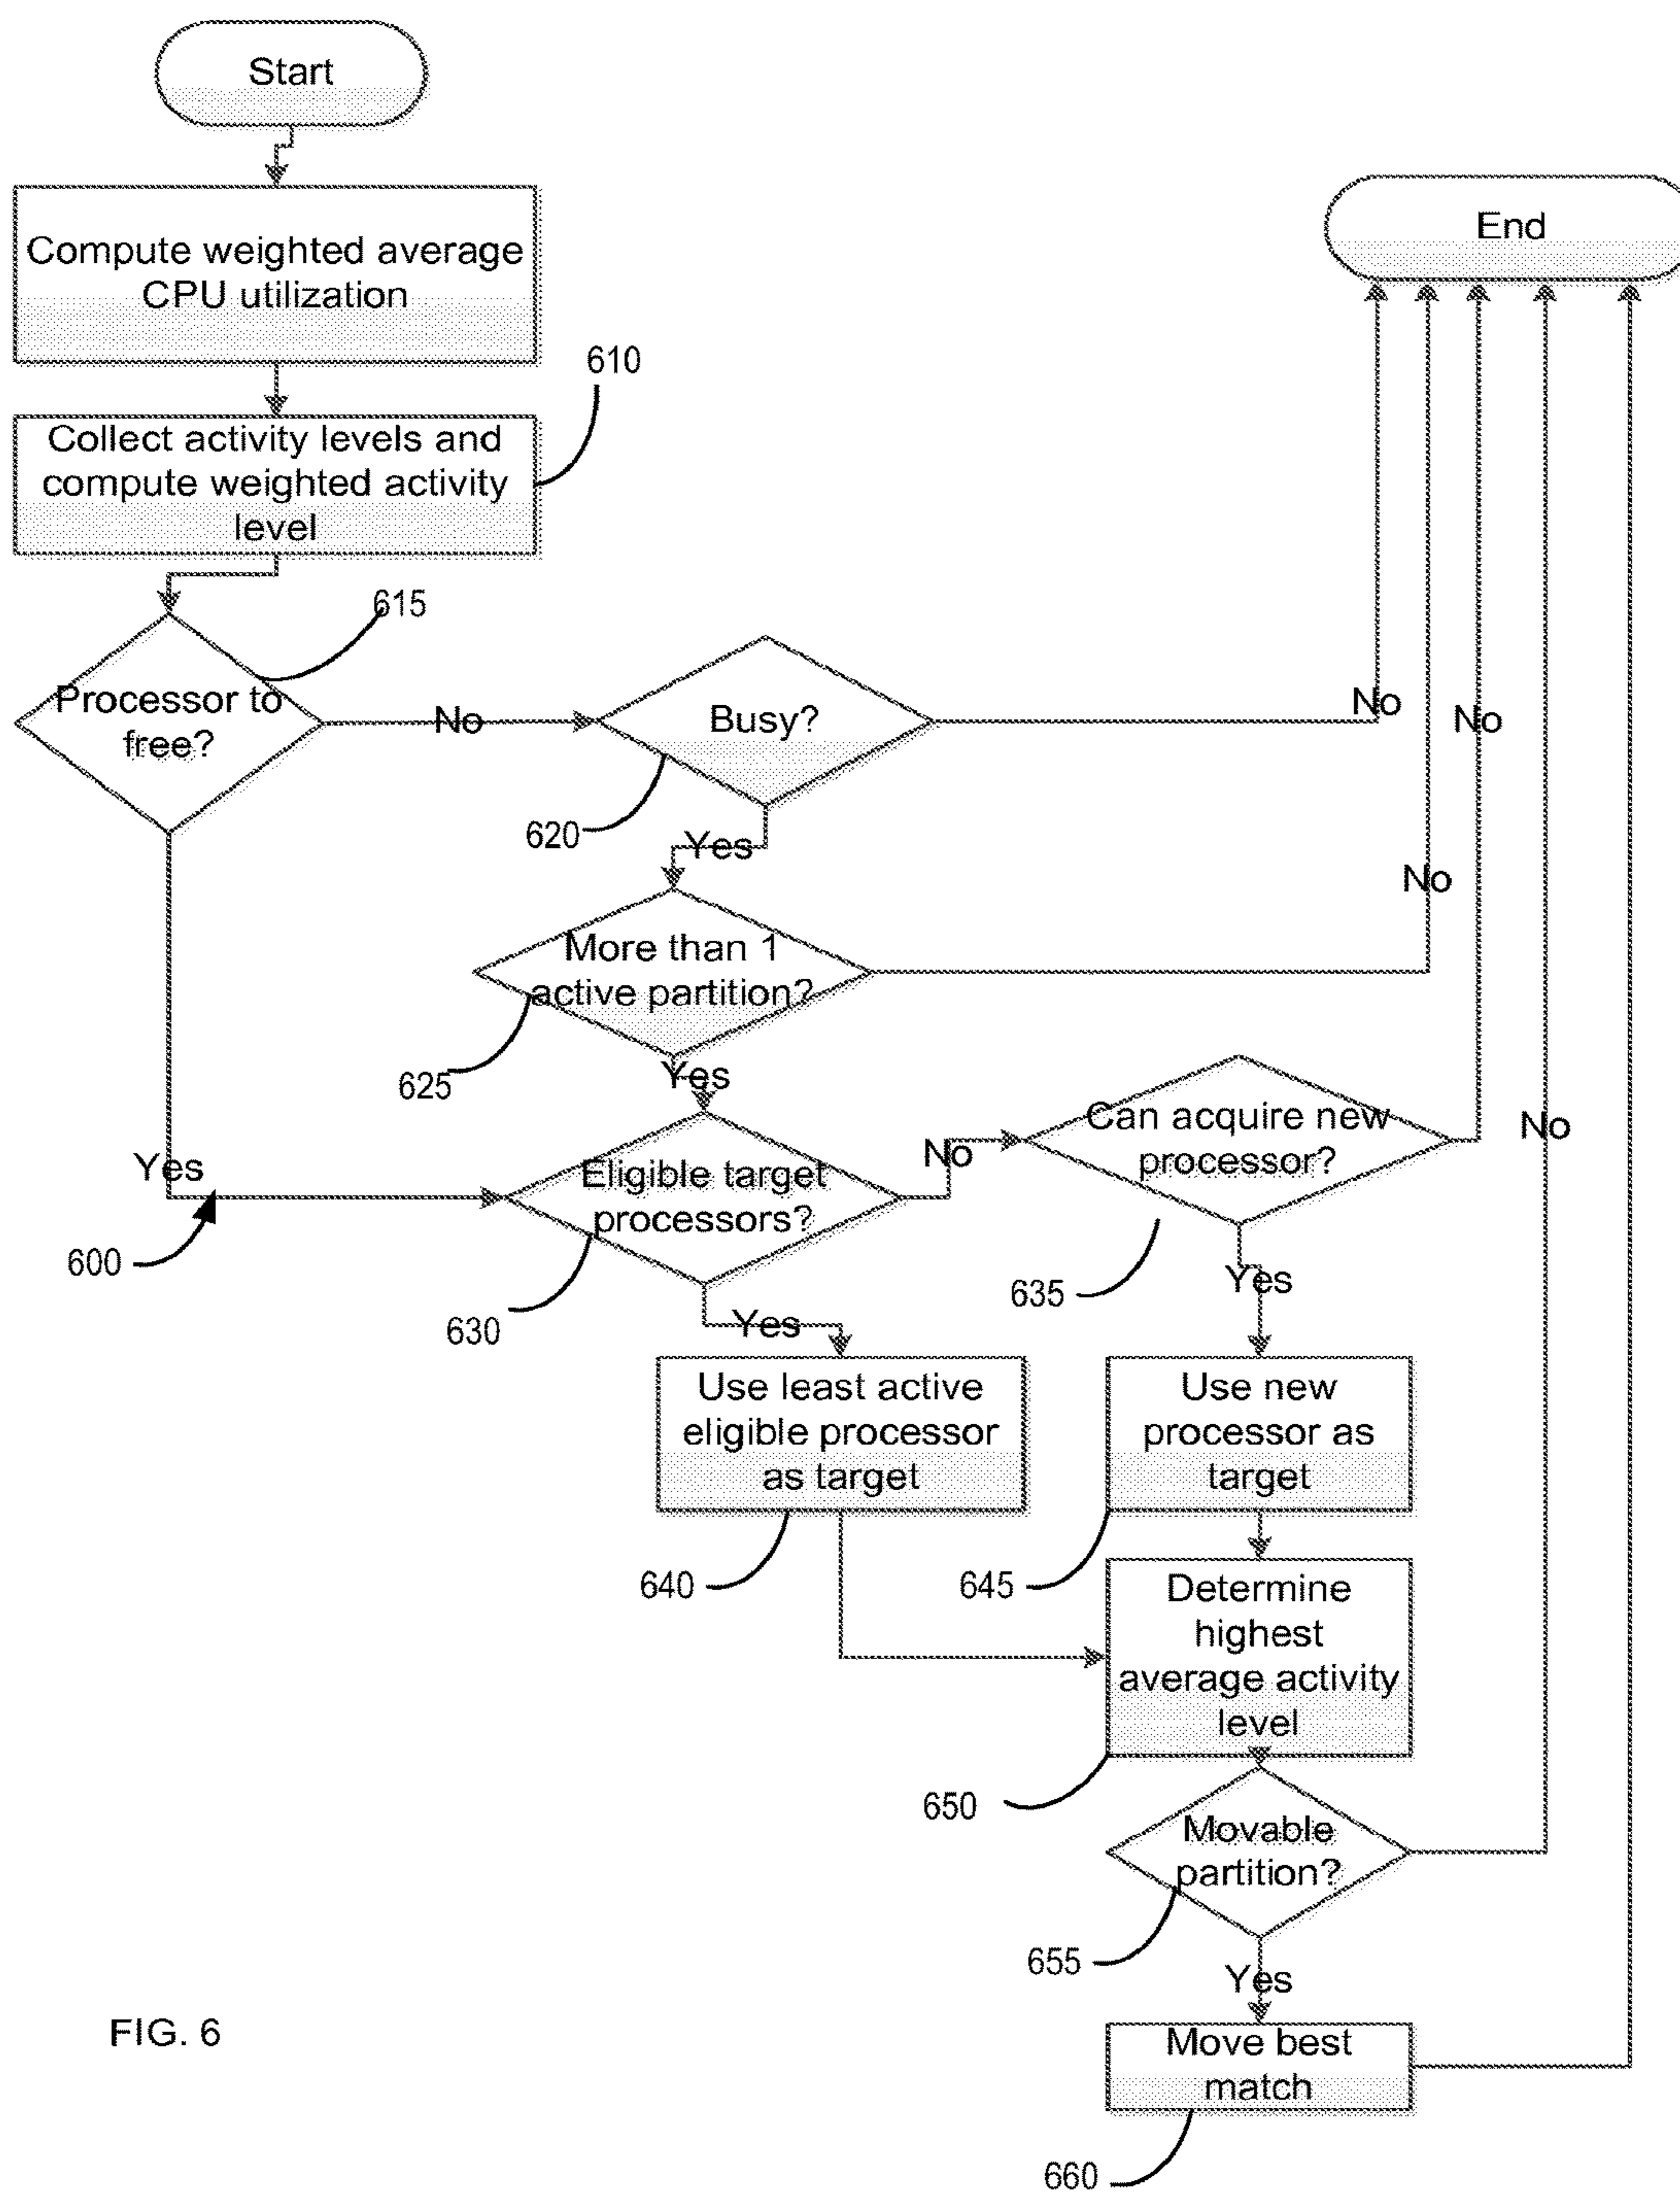 Start
End
Compute weighted average
CPU utilization
610
Collect activity levels and
compute weighted activity
level
615
Processor to
free?
No
Busy?
No
No
620
Yes
No
More than 1
active partition?
625
Yes
Can acquire new
processor?
No
No
Yes
Eligible target
processors?
600
635
Yes
630
Yes
Use least active
eligible processor
as target
Use new
processor as
target
640
645
Determine
highest
average activity
level
650
Movable
partition?
655
Yes
FIG. 6
Move best
match
660